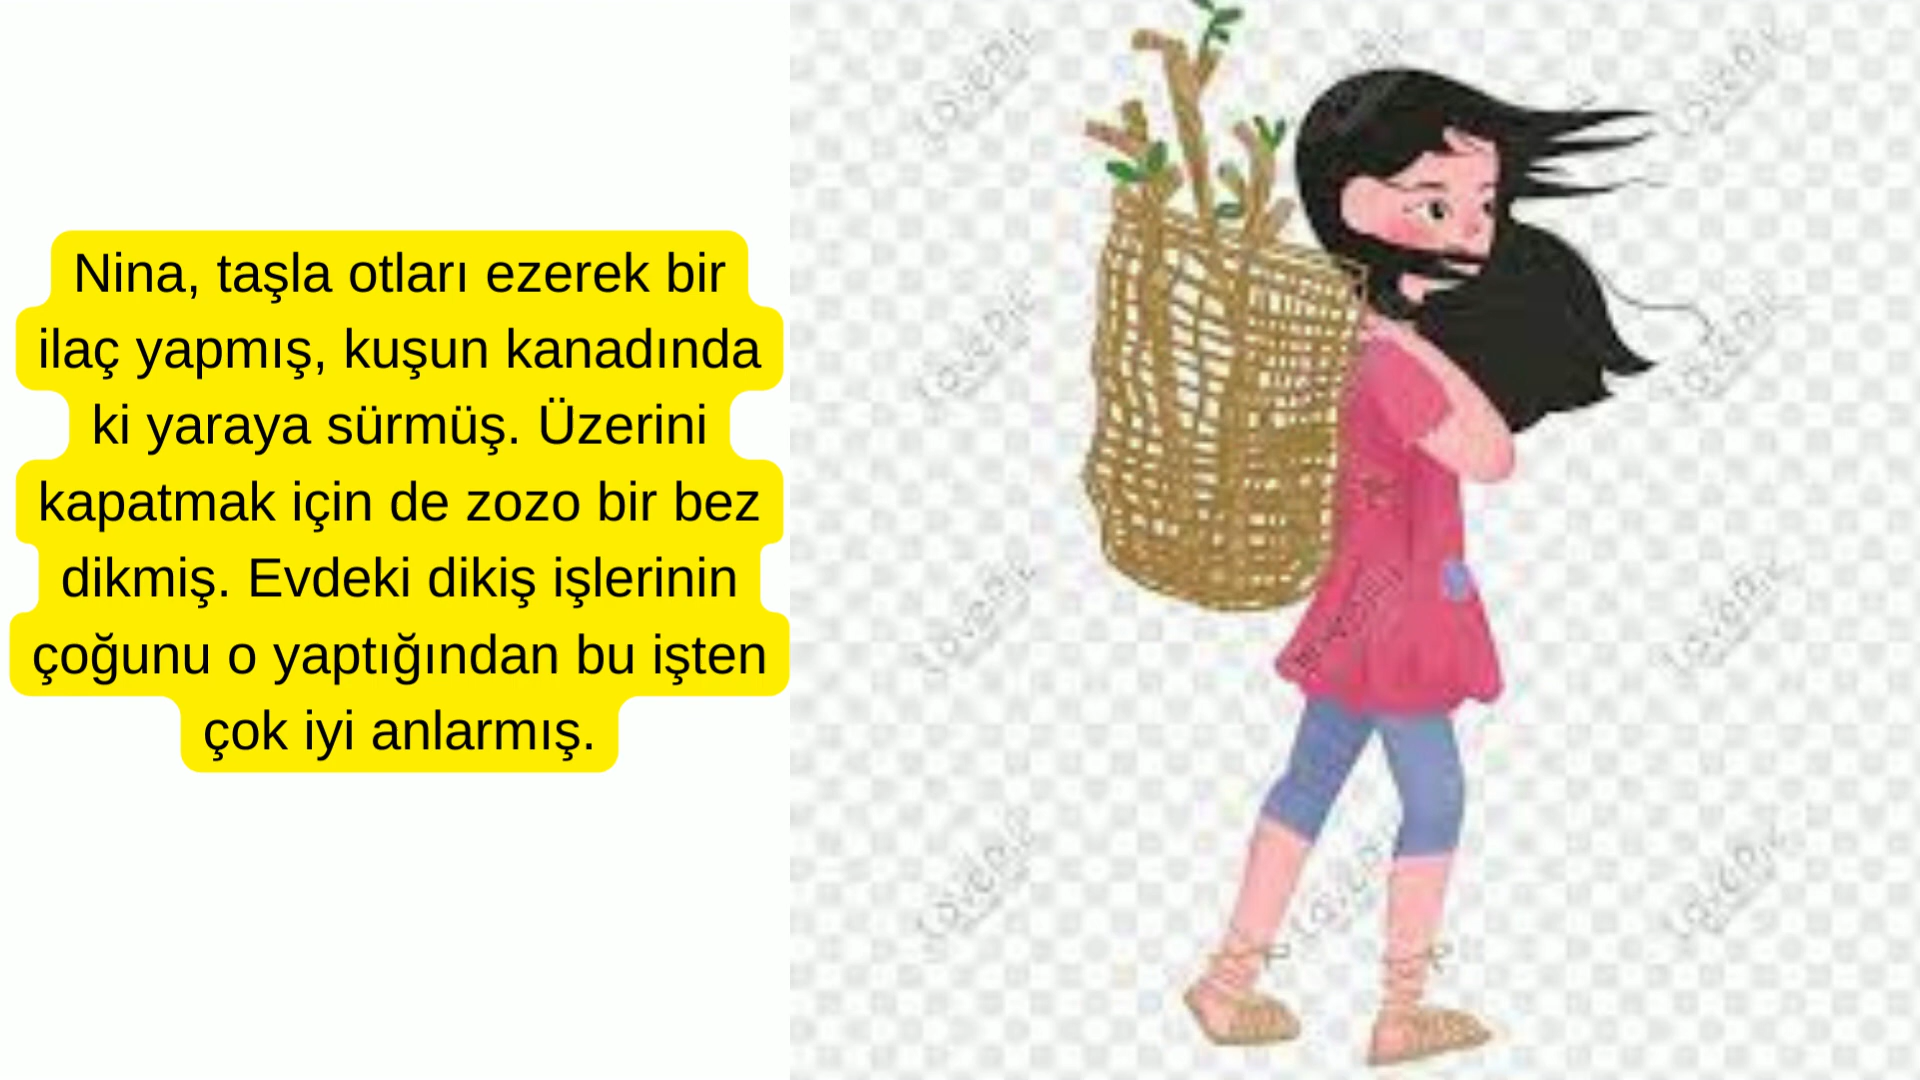 Nina, taşla otları ezerek bir
ilaç yapmış, kuşun kanadında
ki yaraya sürmüş. Üzerini
kapatmak için de zozo bir bez
dikmiş. Evdeki dikiş işlerinin
çoğunu o yaptığından bu işten
çok iyi anlarmış.